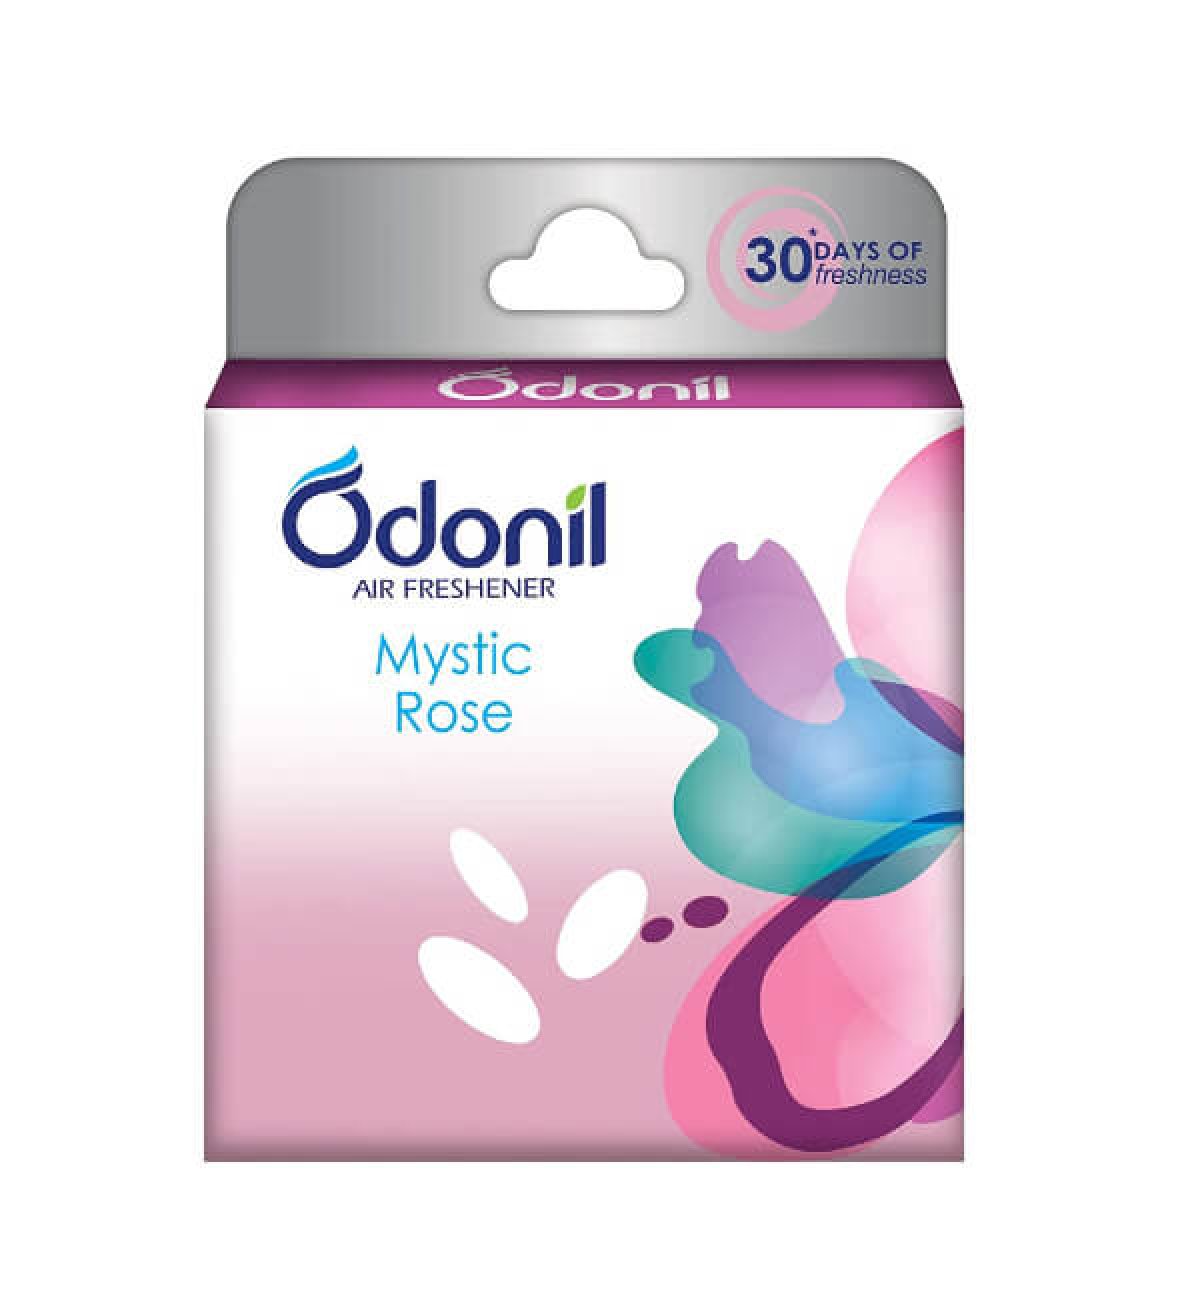 30* DAYS OF
freshness
Odonil
Odonil
AIR FRESHENER
Mystic
Rose